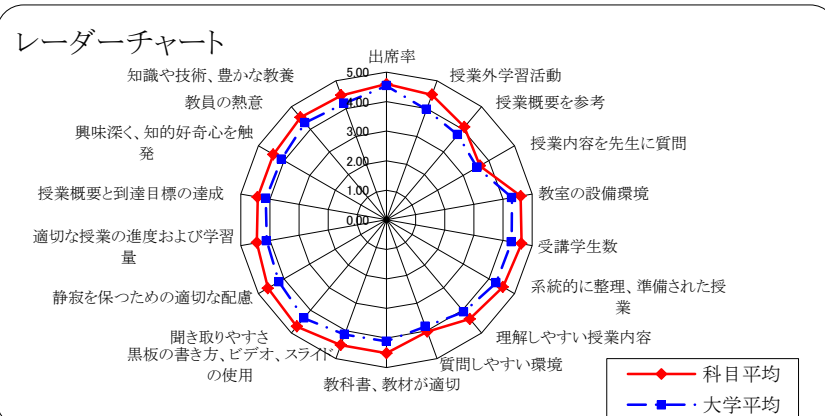 レーダーチャート
出席率
授業外学習活動
授業概要を参考
授業内容を先生に質問
教室の設備環境
受講学生数
系統的に整理、準備された授
業
理解しやすい授業内容
質問しやすい環境
教科書、教材が適切
黒板の書き方、ビデオ、スライド
の使用
聞き取りやすさ
静寂を保つための適切な配慮
適切な授業の進度および学習
量
授業概要と到達目標の達成
興味深く、知的好奇心を触
発
教員の熱意
知識や技術、豊かな教養
5.00
4.00
3.00
2.00
1.00
0.00
科目平均
大学平均